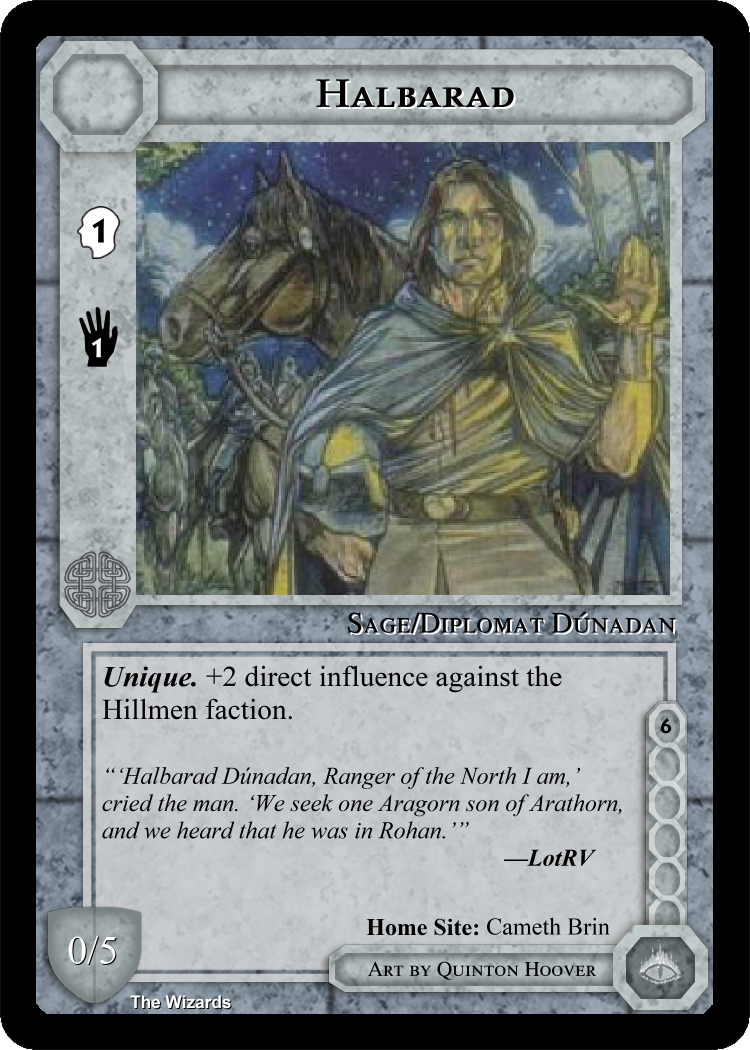 Halbarad
1
1
Sage/Diplomat Dúnadan
Unique. +2 direct influence against the
Hillmen faction.
6
“‘Halbarad Dúnadan, Ranger of the North I am,’
cried the man. ‘We seek one Aragorn son of Arathorn,
and we heard that he was in Rohan.’”
—LotRV
Home Site: Cameth Brin
0/5
Art by Quinton Hoover
The Wizards